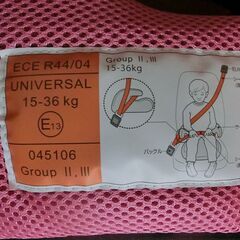 ECE R44/04
UNIVERSAL
15-36 kg
E13
045106
Group II,III
Group II,III
15-36kg
バックル